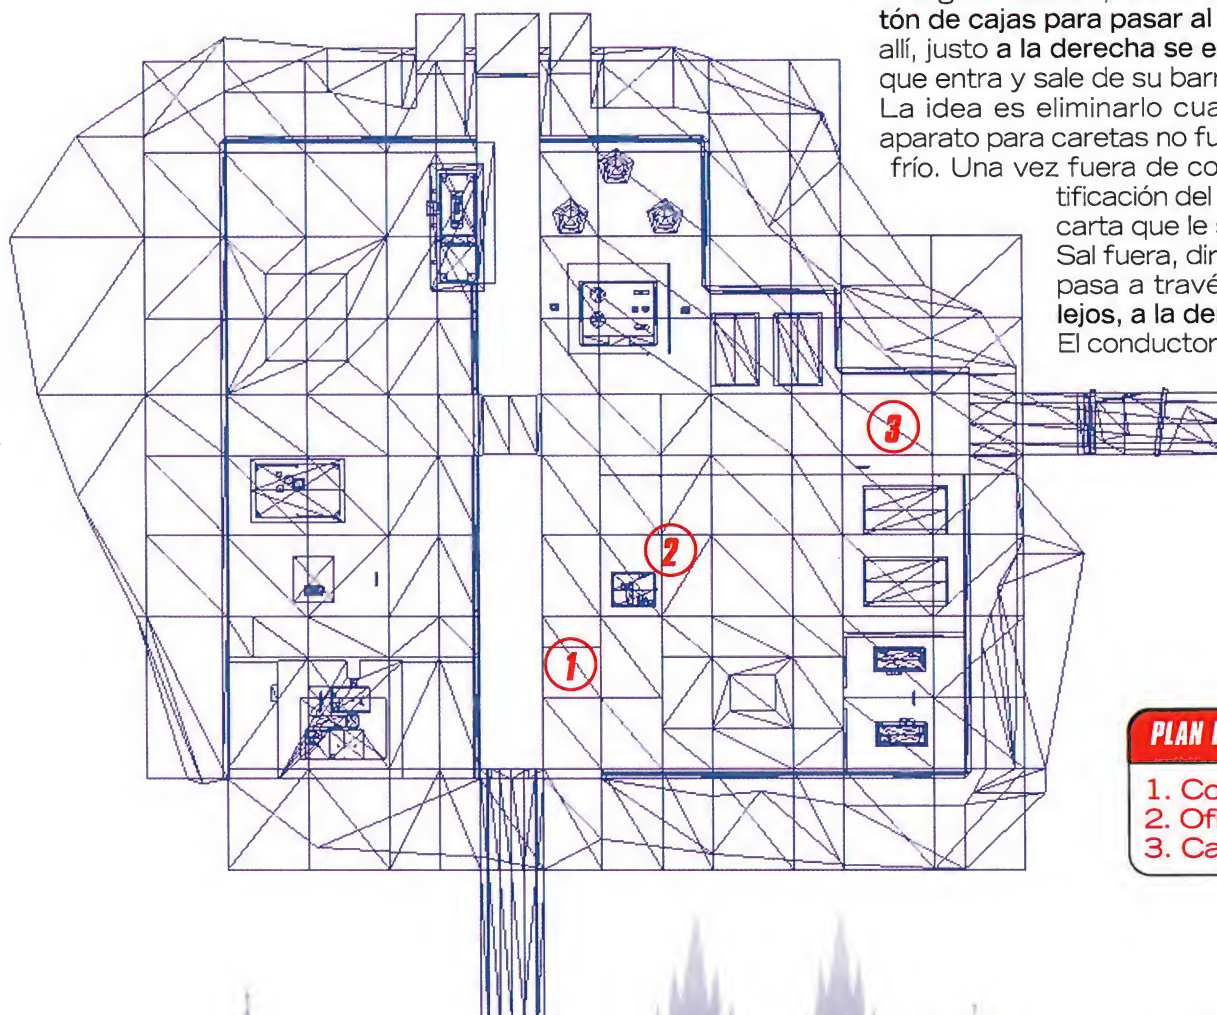 tón de cajas para pasar al
allí, justo a la derecha se e
que entra y sale de su barr
La idea es eliminarlo cua
aparato para caretas no fu
frío. Una vez fuera de co
tificación del
carta que le
Sal fuera, dir
pasa a travé
lejos, a la de
El conductor
3
2
1
PLAN
1. Co
2. Of
3. Ca